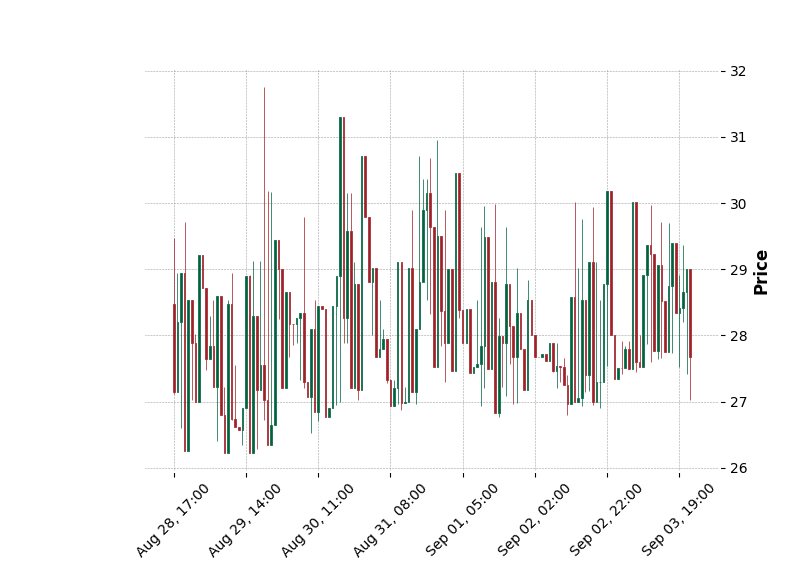 32
31
30
29
28
27
26
Price
Aug 28, 17:00
Aug 29, 14:00
Aug 30, 11:00
Aug 31, 08:00
Sep 01, 05:00
Sep 02, 02:00
Sep 02, 22:00
Sep 03, 19:00